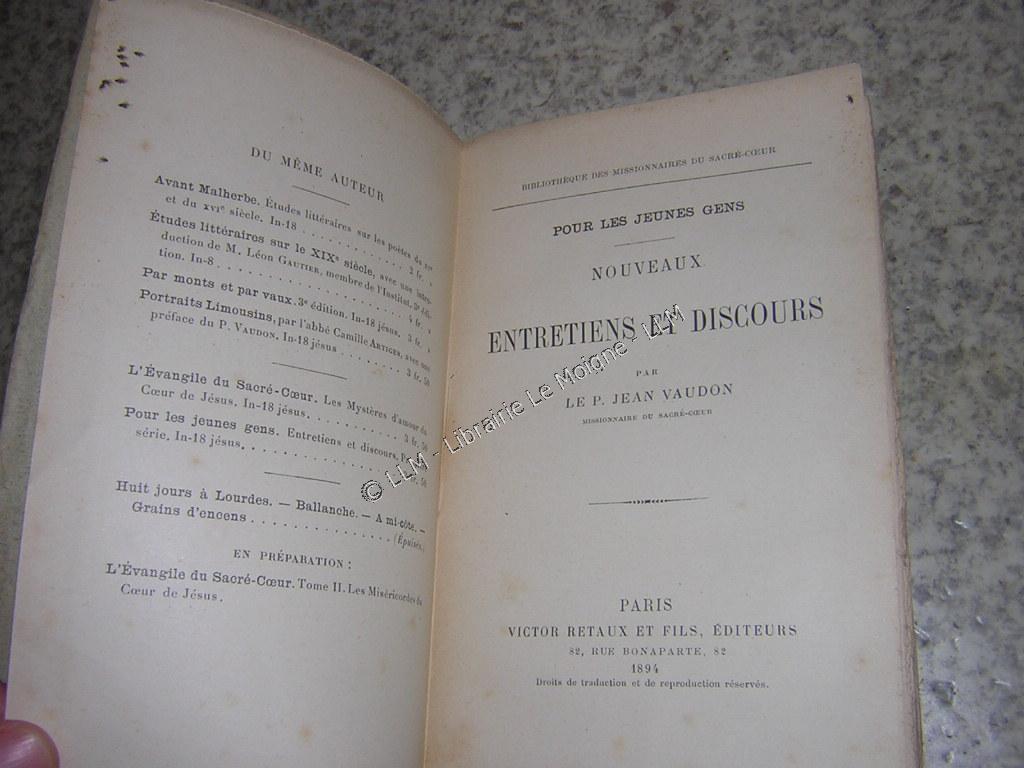 DU MÊME AUTEUR
Avant Malherbe. Études littéraires sur les poètes du
et du XVIe siècle. In-18 . . . . . . . . . . 2 fr. »
Études littéraires sur le XIXe siècle, avec une intro-
duction de M. Léon GAUTIER, membre de l'Institut, 3e édi-
tion. In-8 . . . . . . . . . . . . . . . . fr. »
Par monts et par vaux. 3e édition. In-18 jésus. . 3 fr. »
Portraits Limousins, par l'abbé Camille ARTIGES, avec une
préface du P. VAUDON. In-18 jésus . . . . . . . 3 fr. 50
L'Évangile du Sacré-Cœur. Les Mystères d'amour du
Cœur de Jésus. In-18 jésus. . . . . . . . . 3 fr. 50
Pour les jeunes gens. Entretiens et discours,
série. In-18 jésus. . . . . . . . . . . . . fr. 50
Huit jours à Lourdes. — Ballanche. — A mi-côte. —
Grains d'encens . . . . . . . . . . . . . (Épuisés.)
EN PRÉPARATION :
L'Évangile du Sacré-Cœur. Tome II. Les Miséricordes du
Cœur de Jésus.
BIBLIOTHÈQUE DES MISSIONNAIRES DU SACRÉ-CŒUR
POUR LES JEUNES GENS
NOUVEAUX
ENTRETIENS ET DISCOURS
PAR
LE P. JEAN VAUDON
MISSIONNAIRE DU SACRÉ-CŒUR
PARIS
VICTOR RETAUX ET FILS, ÉDITEURS
82, RUE BONAPARTE, 82
1894
Droits de traduction et de reproduction réservés.
© LLM - Librairie Le Moigne - LLM